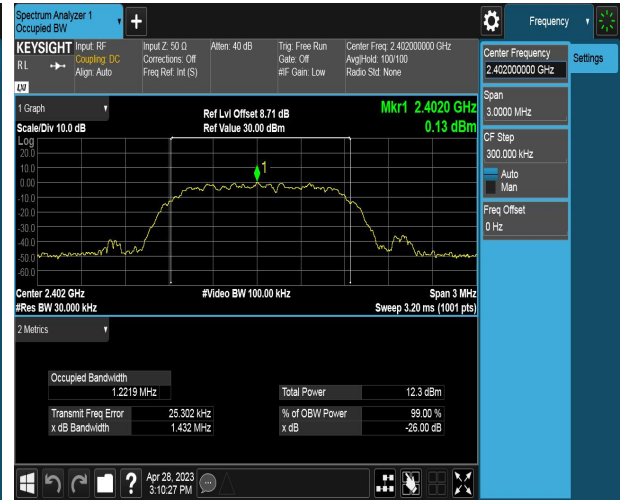 Spectrum Analyzer 1
Occupied BW
Frequency
KEYSIGHT
RL
LXI
Input: RF
Coupling: DC
Align: Auto
Input Z: 50 Ω
Corrections: Off
Freq Ref: Int (S)
Atten: 40 dB
Trig: Free Run
Gate: Off
#IF Gain: Low
Center Freq: 2.402000000 GHz
Avg|Hold: 100/100
Radio Std: None
Center Frequency
2.402000000 GHz
Settings
Span
3.0000 MHz
CF Step
300.000 kHz
Auto
Man
Freq Offset
0 Hz
1 Graph
Scale/Div 10.0 dB
Ref Lvl Offset 8.71 dB
Ref Value 30.00 dBm
Mkr1 2.4020 GHz
0.13 dBm
Log
20.0
10.0
0.00
-10.0
-20.0
-30.0
-40.0
-50.0
-60.0
1
Center 2.402 GHz
#Res BW 30.000 kHz
#Video BW 100.00 kHz
Span 3 MHz
Sweep 3.20 ms (1001 pts)
2 Metrics
Occupied Bandwidth
1.2219 MHz
Total Power 12.3 dBm
Transmit Freq Error 25.302 kHz
% of OBW Power 99.00 %
x dB Bandwidth 1.432 MHz
x dB -26.00 dB
?
Apr 28, 2023
3:10:27 PM